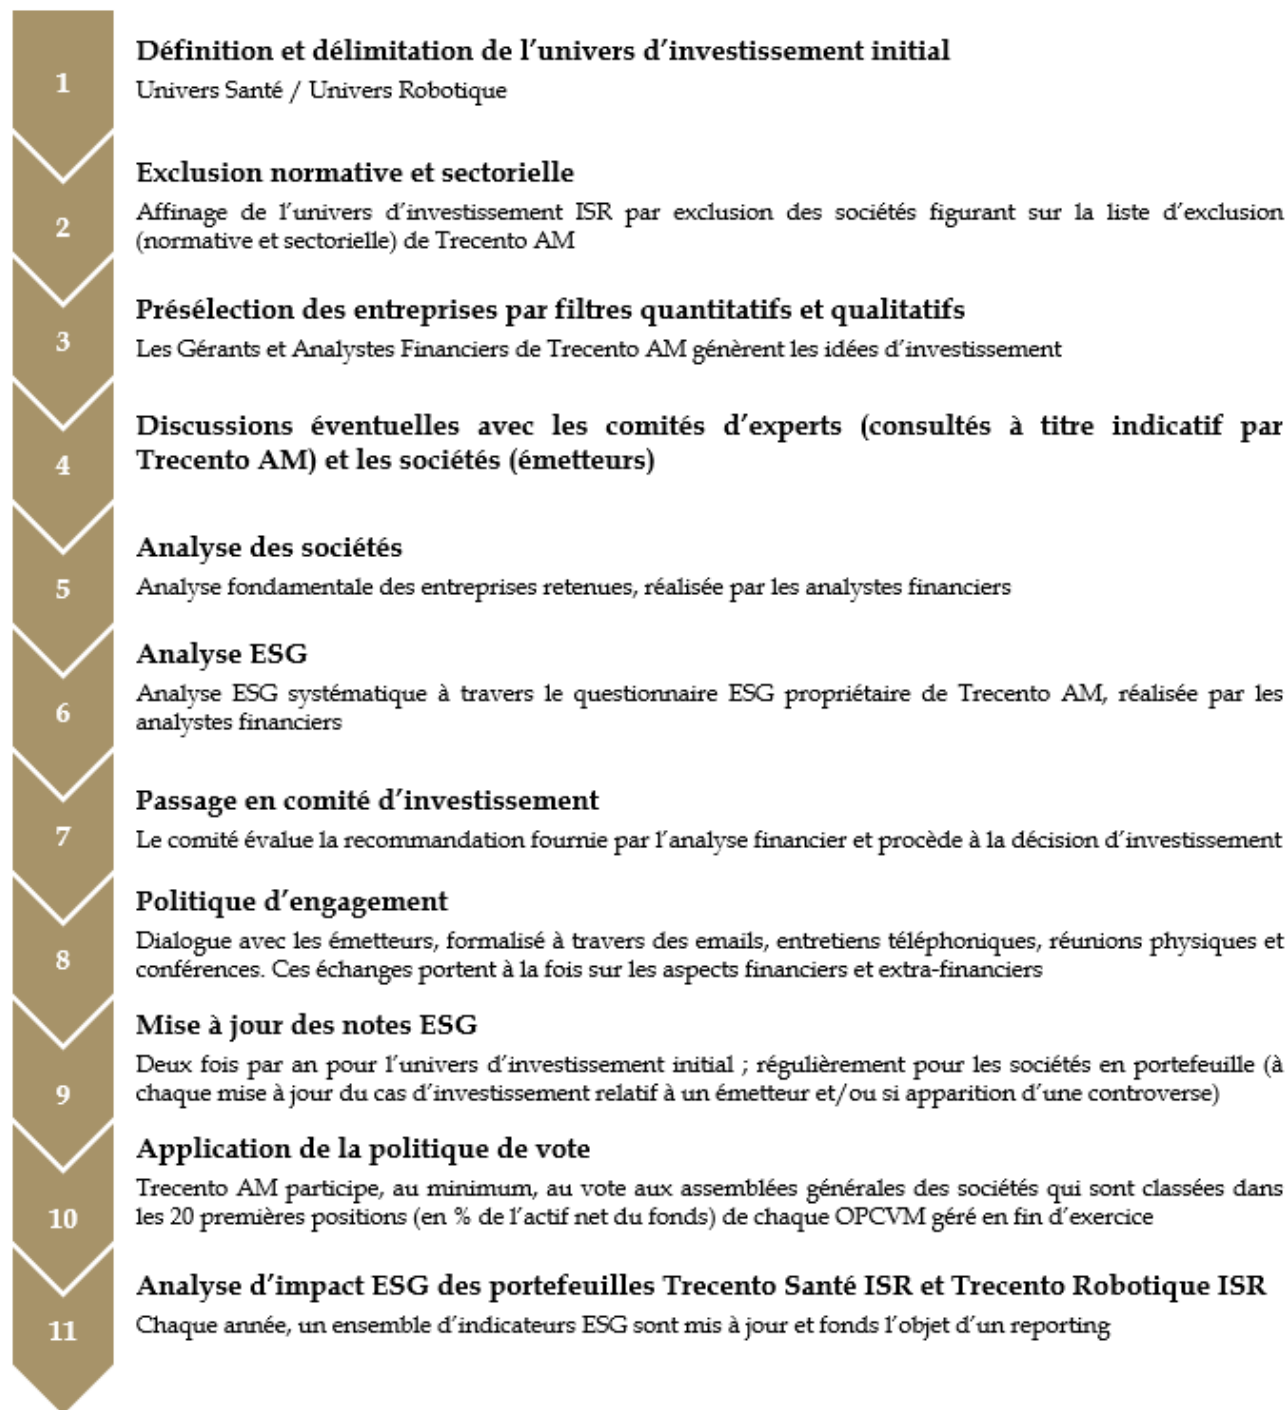 1
Définition et délimitation de l’univers d’investissement initial
Univers Santé / Univers Robotique
2
Exclusion normative et sectorielle
Affinage de l’univers d’investissement ISR par exclusion des sociétés figurant sur la liste d’exclusion
(normative et sectorielle) de Trecento AM
3
Présélection des entreprises par filtres quantitatifs et qualitatifs
Les Gérants et Analystes Financiers de Trecento AM génèrent les idées d’investissement
4
Discussions éventuelles avec les comités d’experts (consultés à titre indicatif par
Trecento AM) et les sociétés (émetteurs)
5
Analyse des sociétés
Analyse fondamentale des entreprises retenues, réalisée par les analystes financiers
6
Analyse ESG
Analyse ESG systématique à travers le questionnaire ESG propriétaire de Trecento AM, réalisée par les
analystes financiers
7
Passage en comité d’investissement
Le comité évalue la recommandation fournie par l’analyse financier et procède à la décision d’investissement
8
Politique d’engagement
Dialogue avec les émetteurs, formalisé à travers des emails, entretiens téléphoniques, réunions physiques et
conférences. Ces échanges portent à la fois sur les aspects financiers et extra-financiers
9
Mise à jour des notes ESG
Deux fois par an pour l’univers d’investissement initial ; régulièrement pour les sociétés en portefeuille (à
chaque mise à jour du cas d’investissement relatif à un émetteur et/ou si apparition d’une controverse)
10
Application de la politique de vote
Trecento AM participe, au minimum, au vote aux assemblées générales des sociétés qui sont classées dans
les 20 premières positions (en % de l’actif net du fonds) de chaque OPCVM géré en fin d’exercice
11
Analyse d’impact ESG des portefeuilles Trecento Santé ISR et Trecento Robotique ISR
Chaque année, un ensemble d’indicateurs ESG sont mis à jour et fonds l’objet d’un reporting